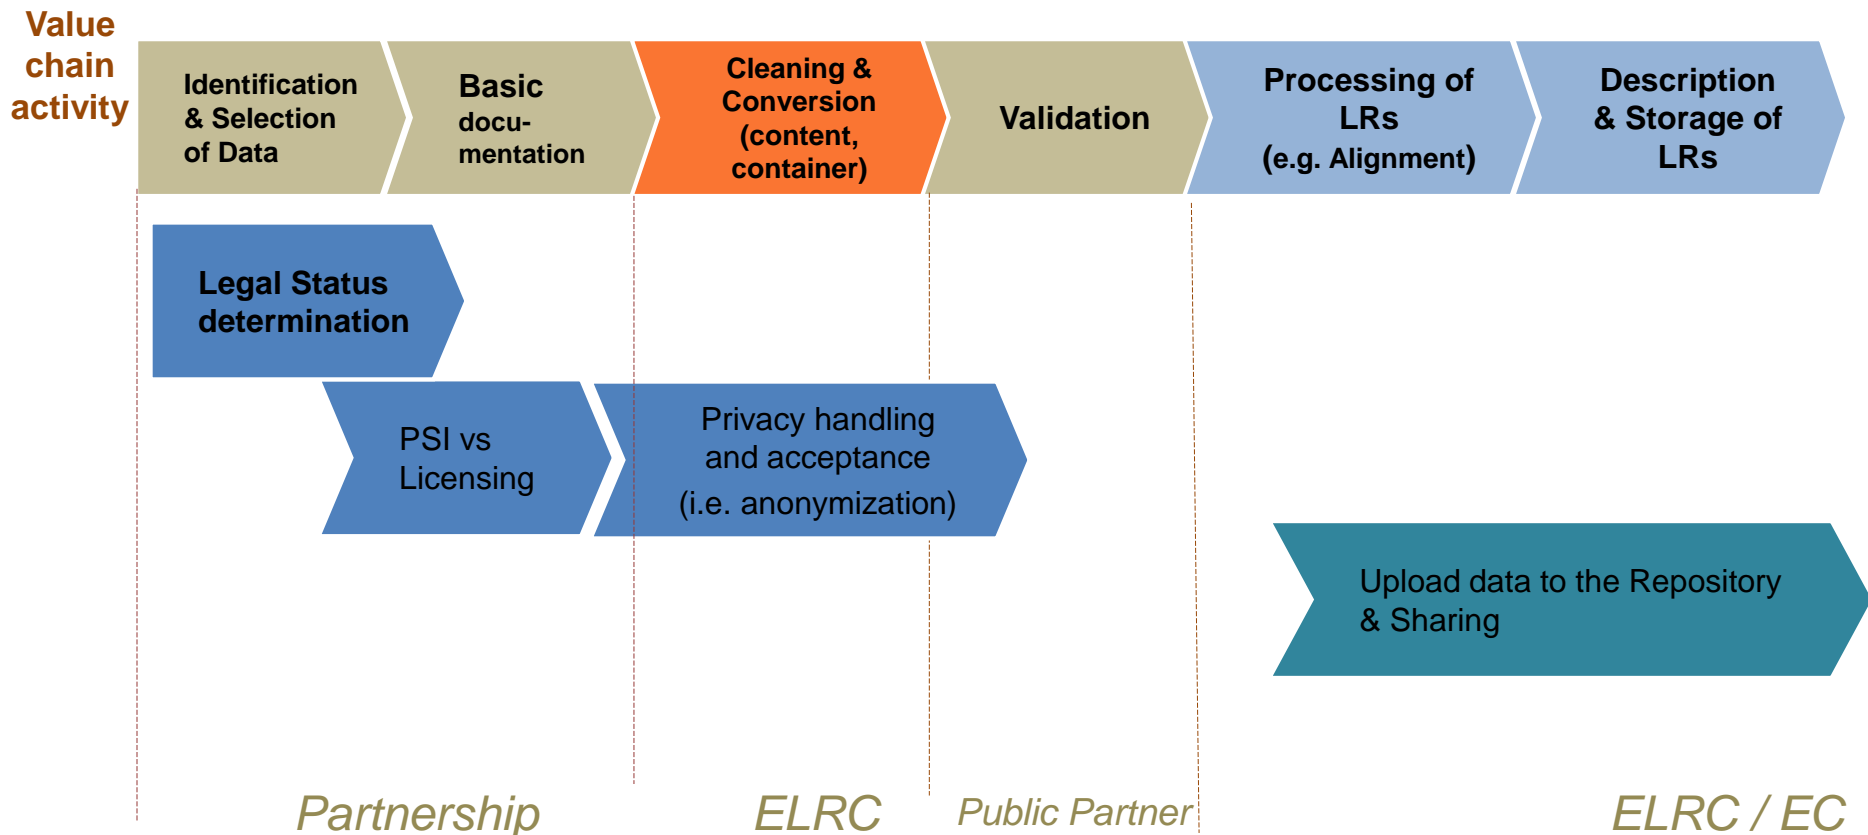 Value
chain
activity
Identification
& Selection
of Data
Basic
docu-
mentation
Cleaning &
Conversion
(content,
container)
Validation
Processing of
LRs
(e.g. Alignment)
Description
& Storage of
LRs
Legal Status
determination
PSI vs
Licensing
Privacy handling
and acceptance
(i.e. anonymization)
Upload data to the Repository
& Sharing
Partnership
ELRC
Public Partner
ELRC / EC